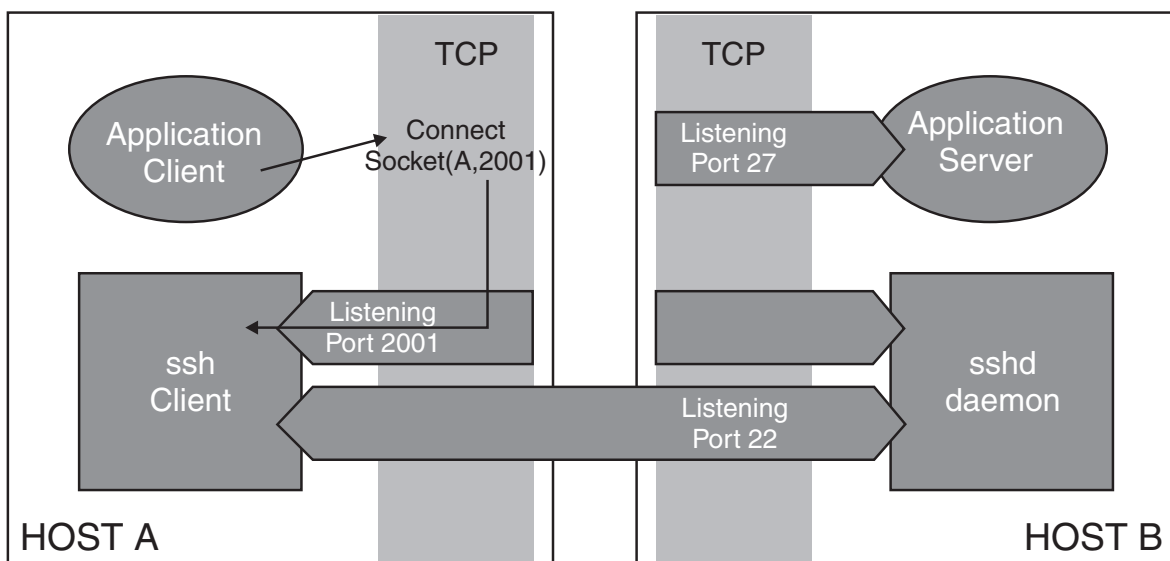 TCP
Application
Client
Connect
Socket(A,2001)
Listening
Port 2001
ssh
Client
HOST A
TCP
Listening
Port 27
Application
Server
sshd
daemon
Listening
Port 22
HOST B